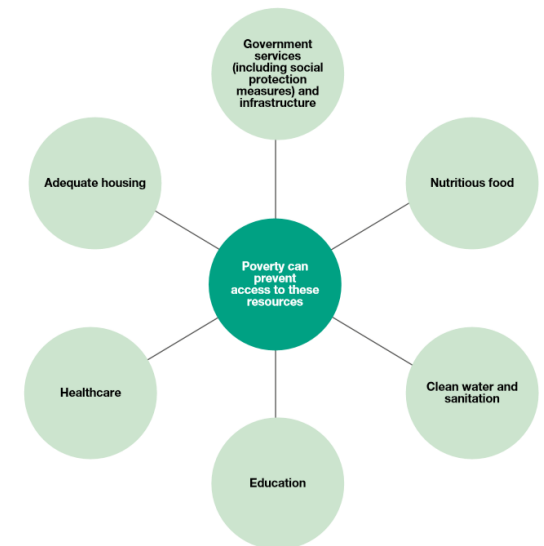 Government
services
(including social
protection
measures) and
infrastructure
Adequate housing
Nutritious food
Poverty can
prevent
access to these
resources
Healthcare
Clean water and
sanitation
Education